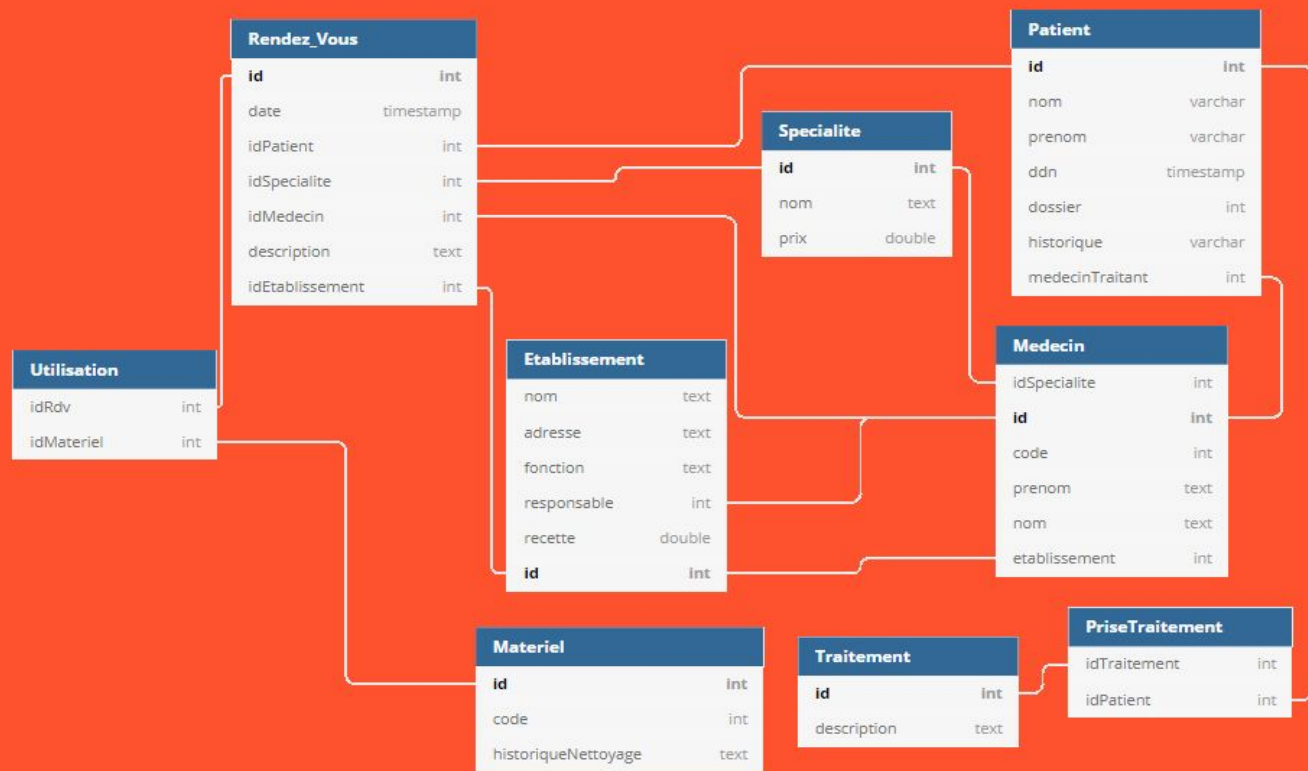 Rendez_Vous
id int
date timestamp
idPatient int
idSpecialite int
idMedecin int
description text
idEtablissement int
Patient
id int
nom varchar
prenom varchar
ddn timestamp
dossier int
historique varchar
medecinTraitant int
Specialite
id int
nom text
prix double
Utilisation
idRdv int
idMateriel int
Etablissement
nom text
adresse text
fonction text
responsable int
recette double
id int
Medecin
idSpecialite int
id int
code int
prenom text
nom text
etablissement int
Materiel
id int
code int
historiqueNettoyage text
Traitement
id int
description text
PriseTraitement
idTraitement int
idPatient int